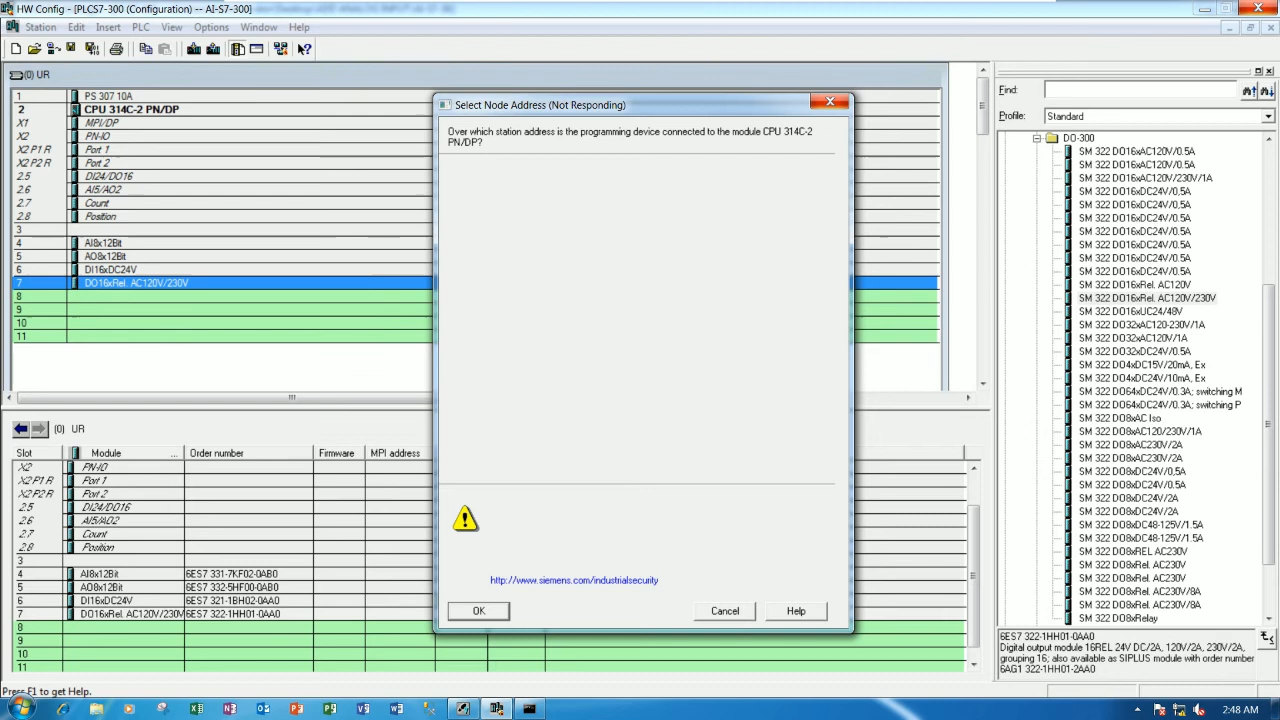 HW Config - [PLCS7-300 (Configuration) -- AI-S7-300]
Station Edit Insert PLC View Options Window Help
(0) UR
1 PS 307 10A
2 CPU 314C-2 PN/DP
X1 MPI/DP
X2 PN-IO
X2 P1 R Port 1
X2 P2 R Port 2
2.5 DI24/DO16
2.6 AI5/AO2
2.7 Count
2.8 Position
3
4 AI8x12Bit
5 AO8x12Bit
6 DI16xDC24V
7 DO16xRel. AC120V/230V
8
9
10
11
Select Node Address (Not Responding)
Over which station address is the programming device connected to the module CPU 314C-2
PN/DP?
http://www.siemens.com/industrialsecurity
OK Cancel Help
Find:
Profile: Standard
DO-300
SM 322 DO16xAC120V/0.5A
SM 322 DO16xAC120V/0.5A
SM 322 DO16xAC120V/230V/1A
SM 322 DO16xDC24V/0,5A
SM 322 DO16xDC24V/0.5A
SM 322 DO16xDC24V/0.5A
SM 322 DO16xDC24V/0.5A
SM 322 DO16xDC24V/0.5A
SM 322 DO16xDC24V/0.5A
SM 322 DO16xDC24V/0.5A
SM 322 DO16xRel. AC120V
SM 322 DO16xRel. AC120V/230V
SM 322 DO16xUC24/48V
SM 322 DO32xAC120-230V/1A
SM 322 DO32xAC120V/1A
SM 322 DO32xDC24V/0.5A
SM 322 DO4xDC15V/20mA, Ex
SM 322 DO4xDC24V/10mA, Ex
SM 322 DO64xDC24V/0.3A; switching M
SM 322 DO64xDC24V/0.3A; switching P
SM 322 DO8xAC Iso
SM 322 DO8xAC120/230V/1A
SM 322 DO8xAC230V/2A
SM 322 DO8xAC230V/2A
SM 322 DO8xDC24V/0,5A
SM 322 DO8xDC24V/0.5A
SM 322 DO8xDC24V/2A
SM 322 DO8xDC24V/2A
SM 322 DO8xDC48-125V/1.5A
SM 322 DO8xDC48-125V/1.5A
SM 322 DO8xREL AC230V
SM 322 DO8xRel. AC230V
SM 322 DO8xRel. AC230V
SM 322 DO8xRel. AC230V/8A
SM 322 DO8xRel. AC230V/8A
SM 322 DO8xRelay
6ES7 322-1HH01-0AA0
Digital output module 16REL 24V DC/2A, 120V/2A, 230V/2A,
grouping 16; also available as SIPLUS module with order number
6AG1 322-1HH01-2AA0
(0) UR
Slot Module ... Order number Firmware MPI address
X2 PN-IO
X2 P1 R Port 1
X2 P2 R Port 2
2.5 DI24/DO16
2.6 AI5/AO2
2.7 Count
2.8 Position
3
4 AI8x12Bit 6ES7 331-7KF02-0AB0
5 AO8x12Bit 6ES7 332-5HF00-0AB0
6 DI16xDC24V 6ES7 321-1BH02-0AA0
7 DO16xRel. AC120V/230V 6ES7 322-1HH01-0AA0
8
9
10
11
Press F1 to get Help.
2:48 AM